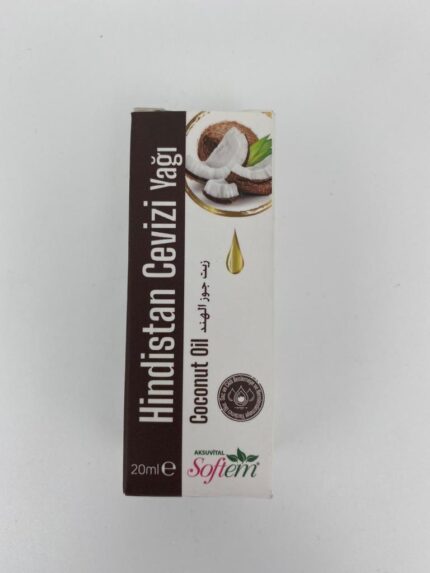 Hindistan Cevizi Yağı
Coconut Oil زيت جوز الهند
20ml ℮
AKSUVİTAL
Softem